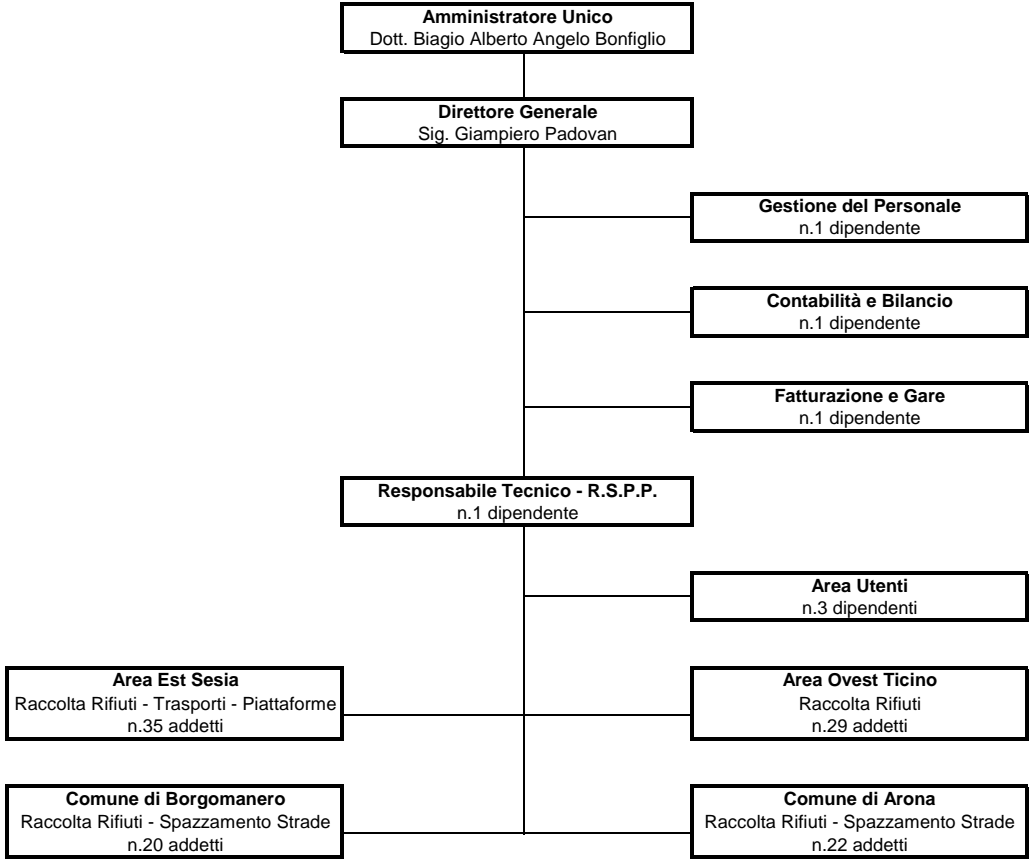 Amministratore Unico
Dott. Biagio Alberto Angelo Bonfiglio
Direttore Generale
Sig. Giampiero Padovan
Gestione del Personale
n.1 dipendente
Contabilità e Bilancio
n.1 dipendente
Fatturazione e Gare
n.1 dipendente
Responsabile Tecnico - R.S.P.P.
n.1 dipendente
Area Utenti
n.3 dipendenti
Area Est Sesia
Raccolta Rifiuti - Trasporti - Piattaforme
n.35 addetti
Area Ovest Ticino
Raccolta Rifiuti
n.29 addetti
Comune di Borgomanero
Raccolta Rifiuti - Spazzamento Strade
n.20 addetti
Comune di Arona
Raccolta Rifiuti - Spazzamento Strade
n.22 addetti